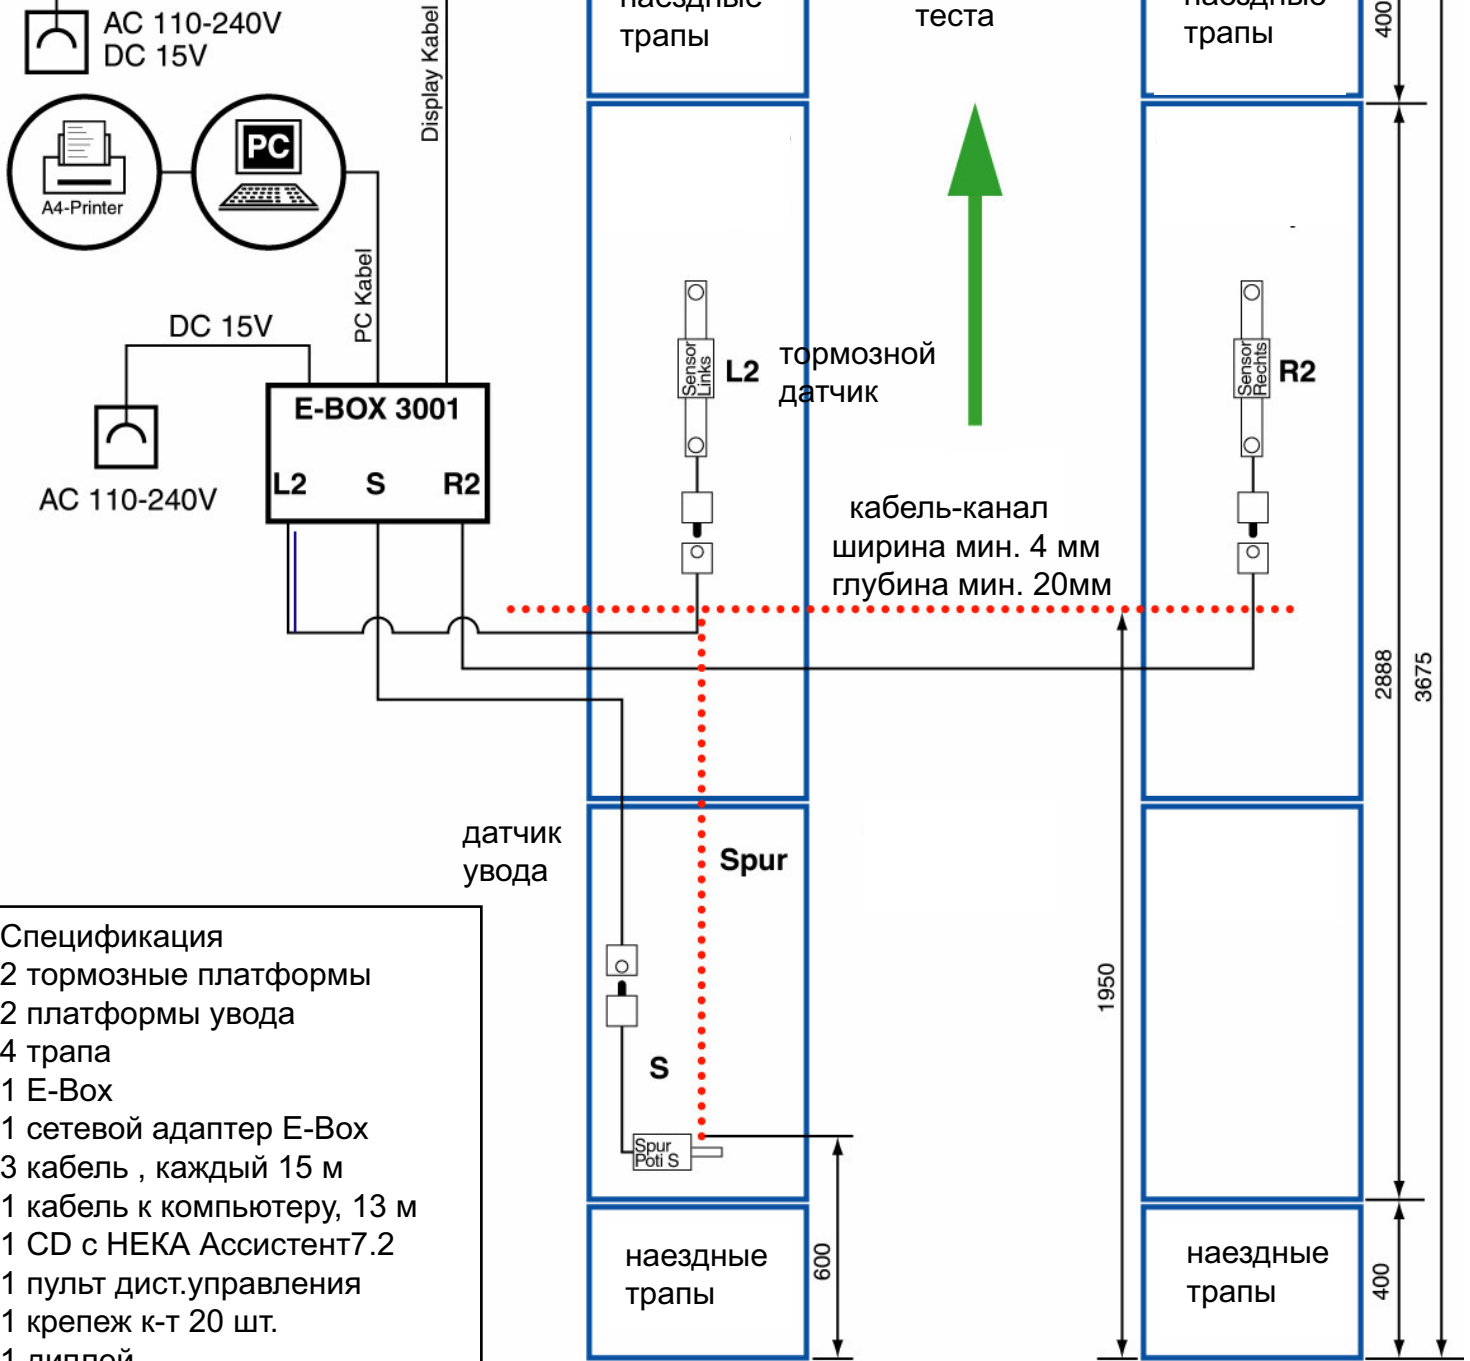 AC 110-240V
DC 15V
Display Kabel
наездные
трапы
теста
наездные
трапы
400
PC
A4-Printer
PC Kabel
DC 15V
E-BOX 3001
L2 S R2
AC 110-240V
Sensor
Links
L2
тормозной
датчик
Sensor
Rechts
R2
кабель-канал
ширина мин. 4 мм
глубина мин. 20мм
2888
3675
датчик
увода
Spur
1950
S
Spur
Poti S
600
наездные
трапы
наездные
трапы
400
Спецификация
2 тормозные платформы
2 платформы увода
4 трапа
1 E-Box
1 сетевой адаптер E-Box
3 кабель , каждый 15 м
1 кабель к компьютеру, 13 м
1 CD с НЕКА Ассистент7.2
1 пульт дист.управления
1 крепеж к-т 20 шт.
1 диплей